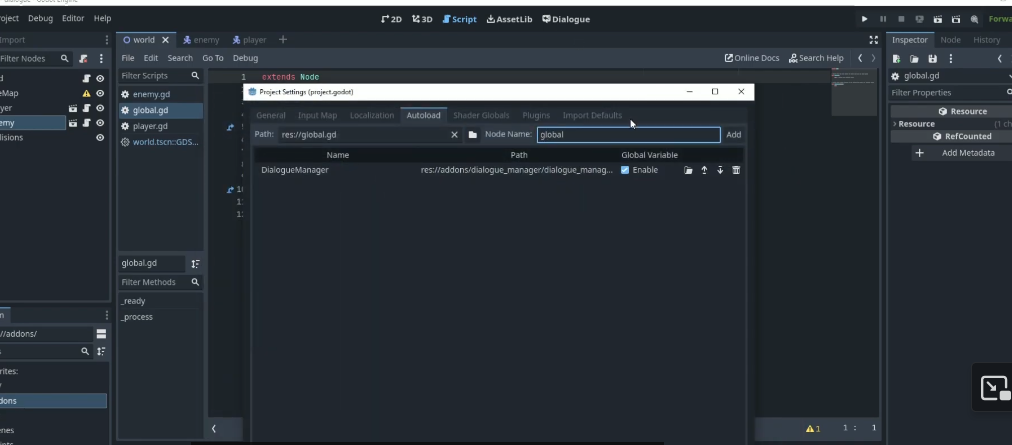 roject Debug Editor Help
2D 3D Script AssetLib Dialogue
Forwa
Import
world enemy player
Inspector Node History
Filter Nodes
File Edit Search Go To Debug
Online Docs Search Help
Filter Scripts
1 extends Node
global.gd
enemy.gd
global.gd
player.gd
world.tscn::GDS...
d
eMap
yer
emy
lisions
Filter Properties
Resource
Resource (1 ch
RefCounted
Add Metadata
Project Settings (project.godot)
General Input Map Localization Autoload Shader Globals Plugins Import Defaults
Path: res://global.gd Node Name: global Add
Name Path Global Variable
DialogueManager res://addons/dialogue_manager/dialogue_manag... Enable
global.gd
Filter Methods
_ready
_process
://addons/
rites:
dons
enes
1 1 : 1